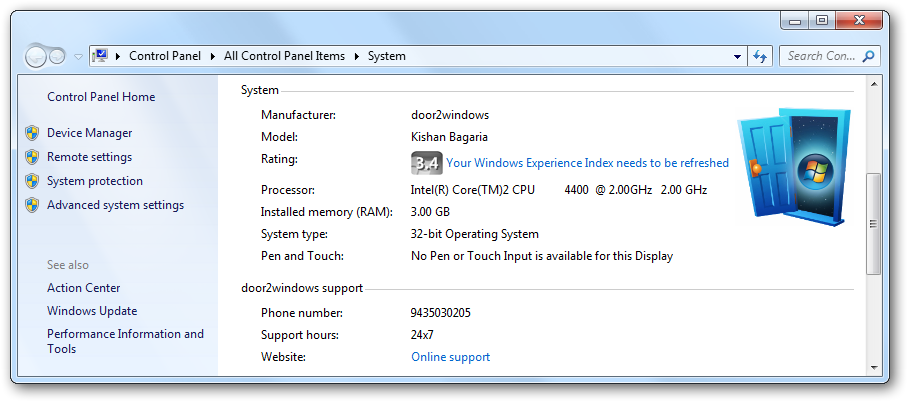 Control Panel ▸ All Control Panel Items ▸ System
Search Con...
Control Panel Home
Device Manager
Remote settings
System protection
Advanced system settings
See also
Action Center
Windows Update
Performance Information and
Tools
System
Manufacturer: door2windows
Model: Kishan Bagaria
Rating: 3.4 Your Windows Experience Index needs to be refreshed
Processor: Intel(R) Core(TM)2 CPU 4400 @ 2.00GHz 2.00 GHz
Installed memory (RAM): 3.00 GB
System type: 32-bit Operating System
Pen and Touch: No Pen or Touch Input is available for this Display
door2windows support
Phone number: 9435030205
Support hours: 24x7
Website: Online support